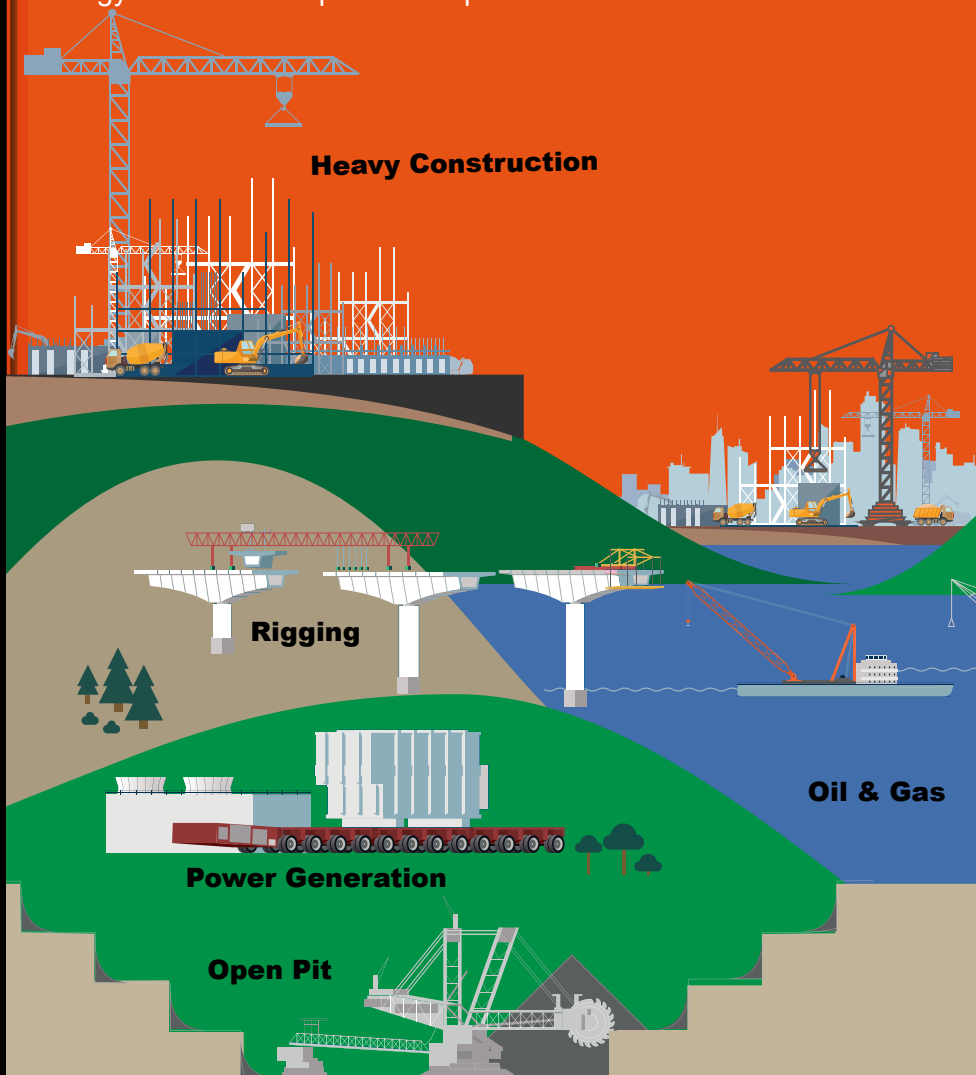 Heavy Construction
Rigging
Oil & Gas
Power Generation
Open Pit